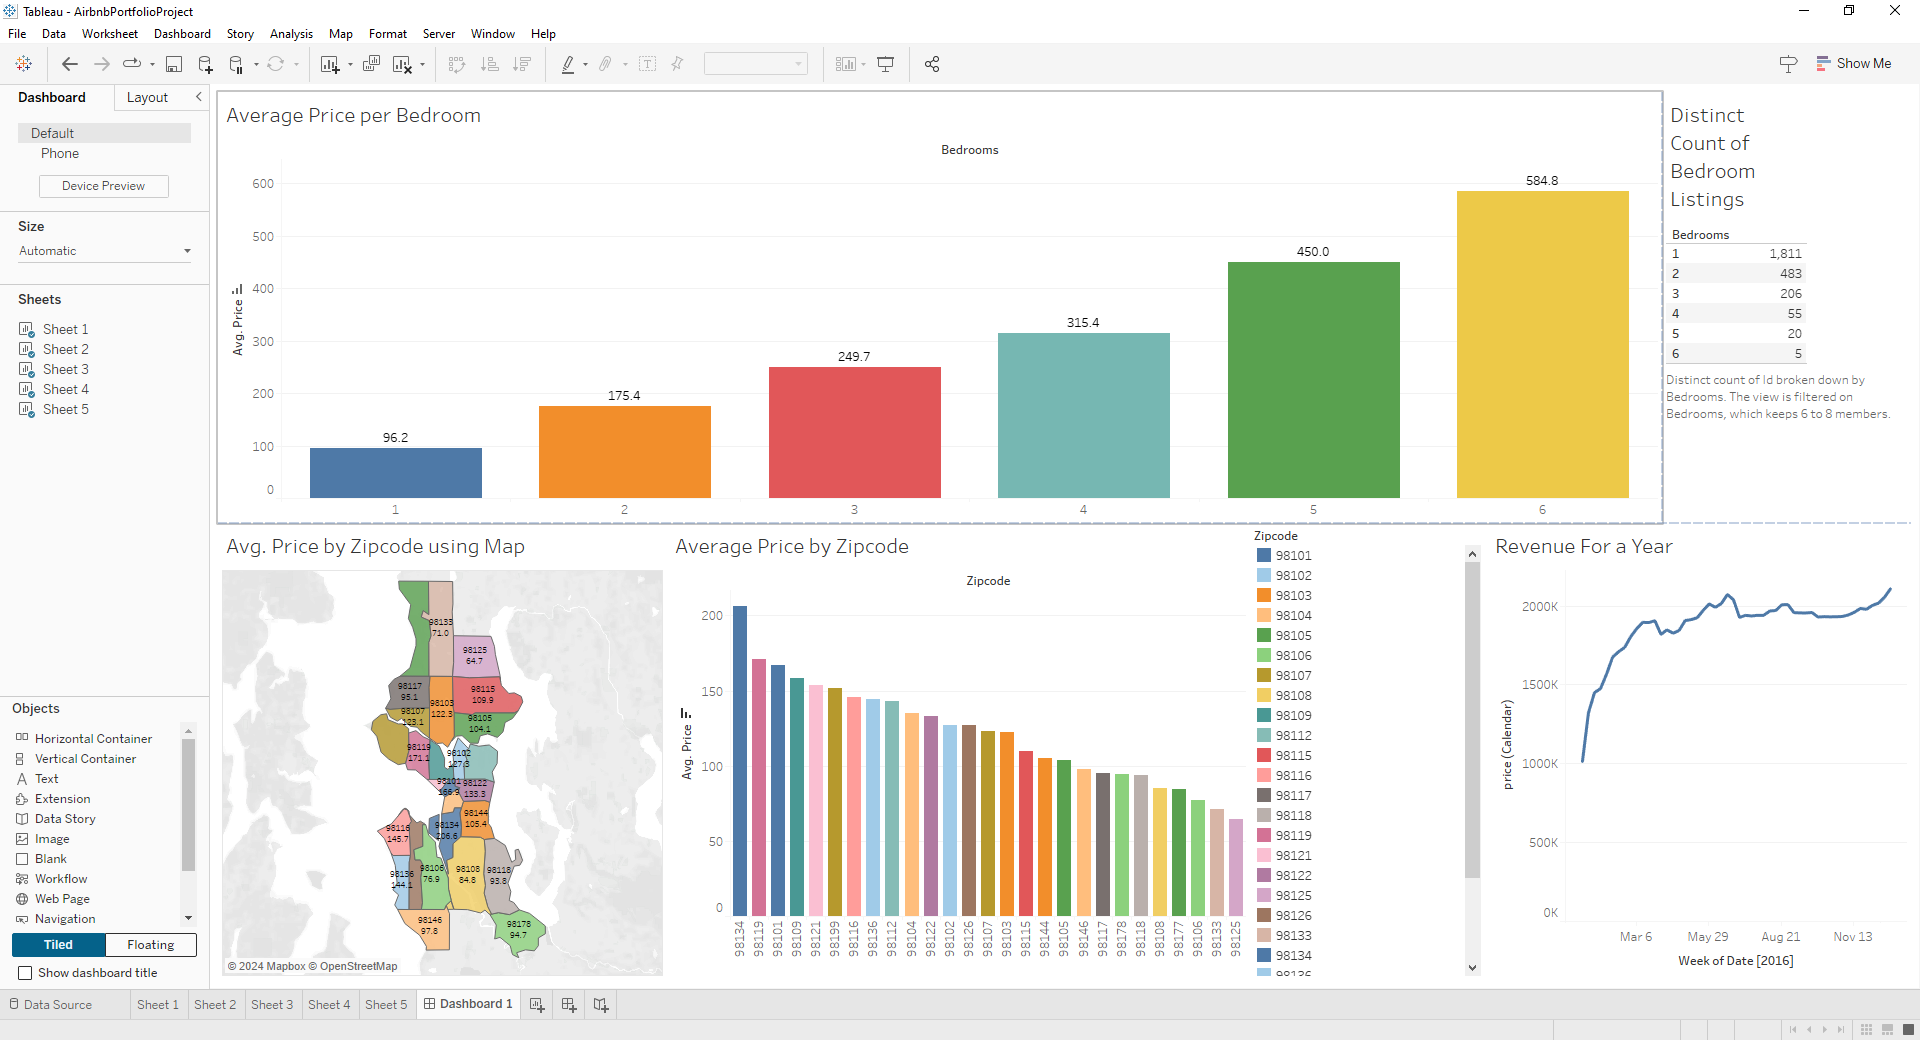 Tableau - AirbnbPortfolioProject
File Data Worksheet Dashboard Story Analysis Map Format Server Window Help
Show Me
Dashboard Layout
Default
Phone
Device Preview
Size
Automatic
Sheets
Sheet 1
Sheet 2
Sheet 3
Sheet 4
Sheet 5
Objects
Horizontal Container
Vertical Container
Text
Extension
Data Story
Image
Blank
Workflow
Web Page
Navigation
Tiled Floating
Show dashboard title
Average Price per Bedroom
Bedrooms
Avg. Price
600
500
400
300
200
100
0
96.2
175.4
249.7
315.4
450.0
584.8
1 2 3 4 5 6
Distinct
Count of
Bedroom
Listings
Bedrooms
1 1,811
2 483
3 206
4 55
5 20
6 5
Distinct count of Id broken down by
Bedrooms. The view is filtered on
Bedrooms, which keeps 6 to 8 members.
Avg. Price by Zipcode using Map
98133
71.0
98125
64.7
98117
95.1
98115
109.9
98103
122.3
98107
123.1
98105
104.1
98119
171.1
98102
127.3
98101
166.9
98122
133.3
98144
105.4
98116
145.7
98134
206.6
98136
144.1
98106
76.9
98108
84.8
98118
93.8
98146
97.8
98178
94.7
© 2024 Mapbox © OpenStreetMap
Average Price by Zipcode
Zipcode
Avg. Price
200
150
100
50
0
98134 98119 98101 98109 98121 98199 98116 98136 98112 98104 98122 98102 98126 98107 98103 98115 98144 98105 98146 98117 98178 98118 98108 98177 98106 98133 98125
Zipcode
98101
98102
98103
98104
98105
98106
98107
98108
98109
98112
98115
98116
98117
98118
98119
98121
98122
98125
98126
98133
98134
98136
Revenue For a Year
price (Calendar)
2000K
1500K
1000K
500K
0K
Mar 6 May 29 Aug 21 Nov 13
Week of Date [2016]
Data Source Sheet 1 Sheet 2 Sheet 3 Sheet 4 Sheet 5 Dashboard 1